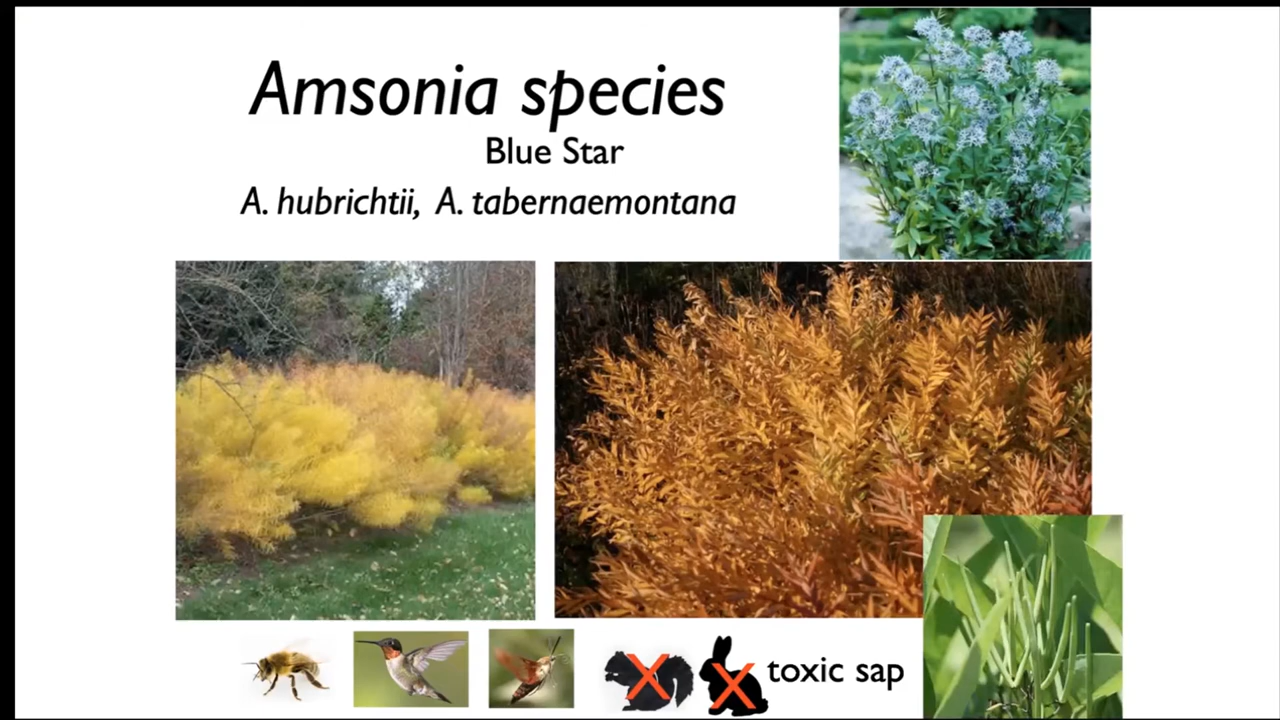 Amsonia species
Blue Star
A. hubrichtii, A. tabernaemontana
toxic sap